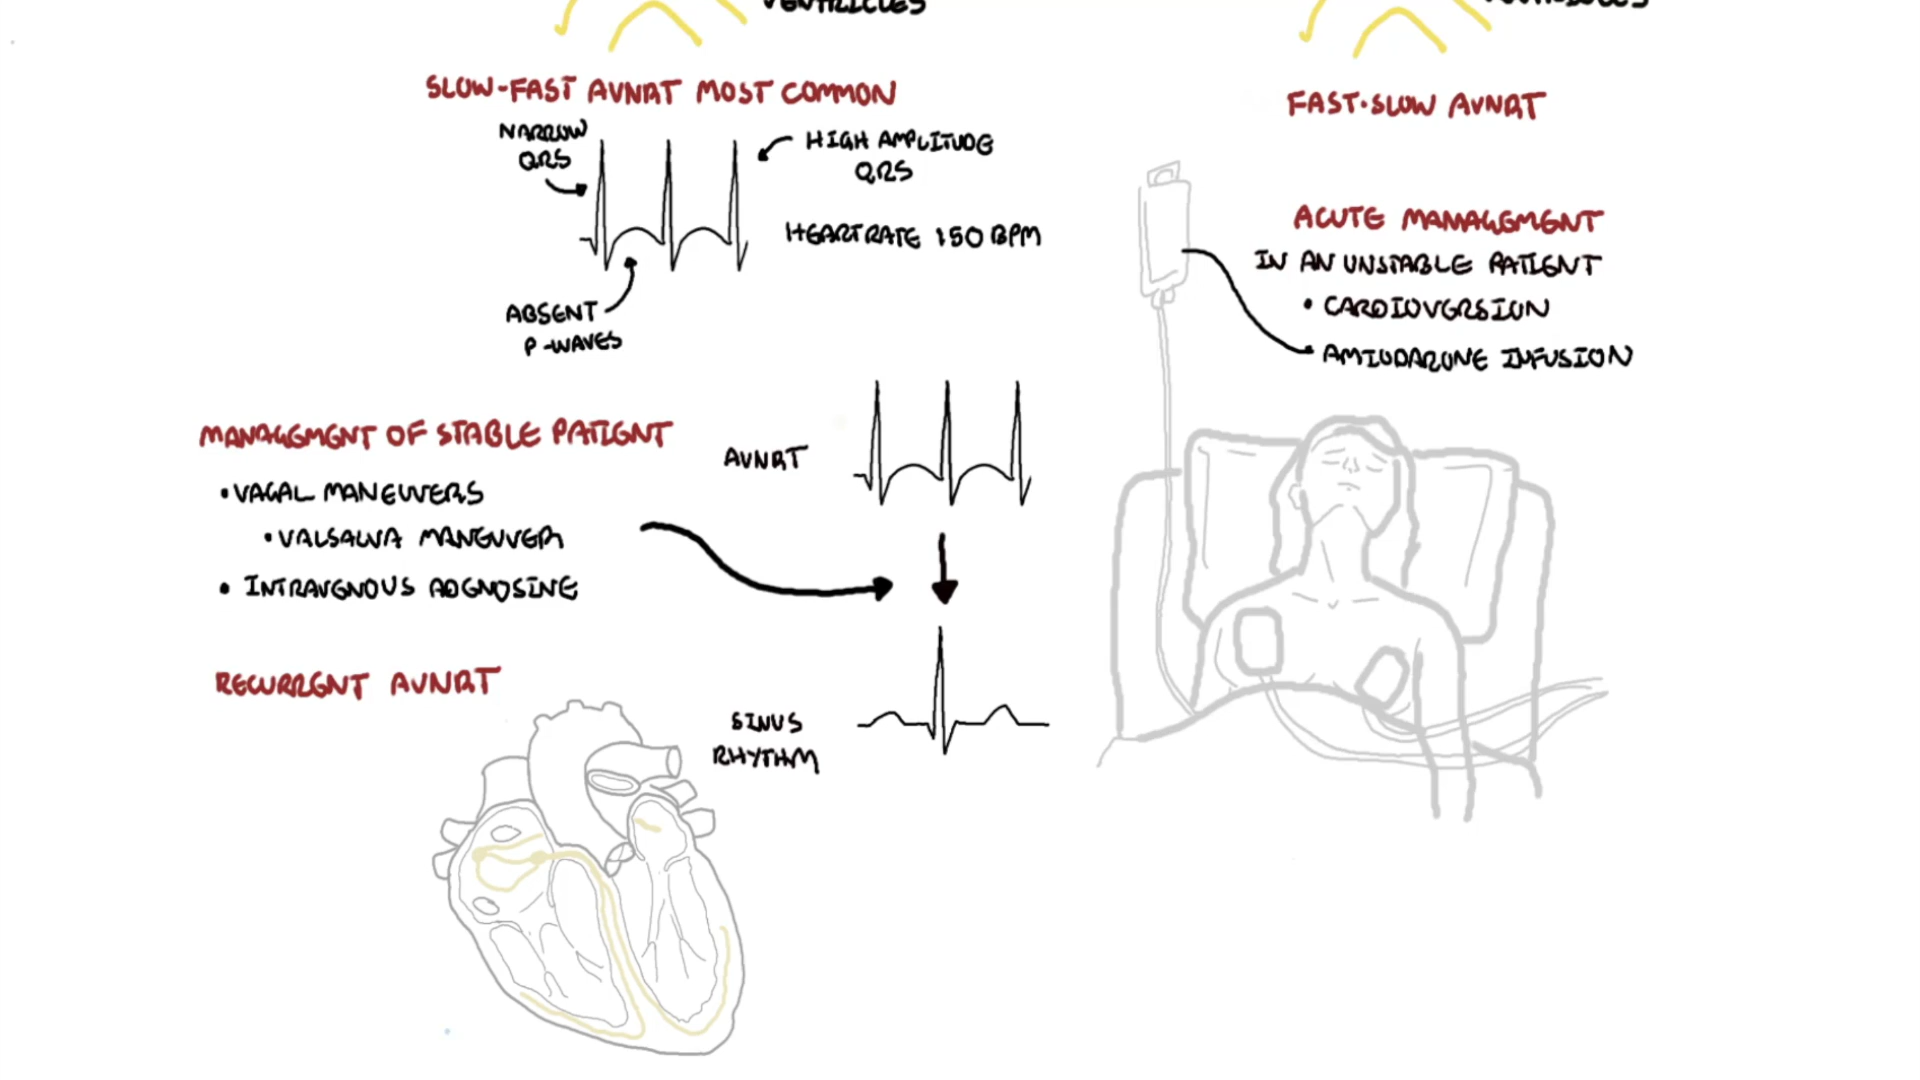 VENTRICLES
SLOW-FAST AVNRT MOST COMMON
NARROW
QRS
HIGH AMPLITUDE
QRS
HEARTRATE 150 BPM
ABSENT
P-WAVES
FAST-SLOW AVNRT
ACUTE MANAGEMENT
IN AN UNSTABLE PATIENT
• CARDIOVERSION
• AMIODARONE INFUSION
MANAGEMENT OF STABLE PATIENT
• VAGAL MANEUVERS
• VALSALVA MANEUVER
• INTRAVENOUS ADENOSINE
AVNRT
SINUS
RHYTHM
RECURRENT AVNRT